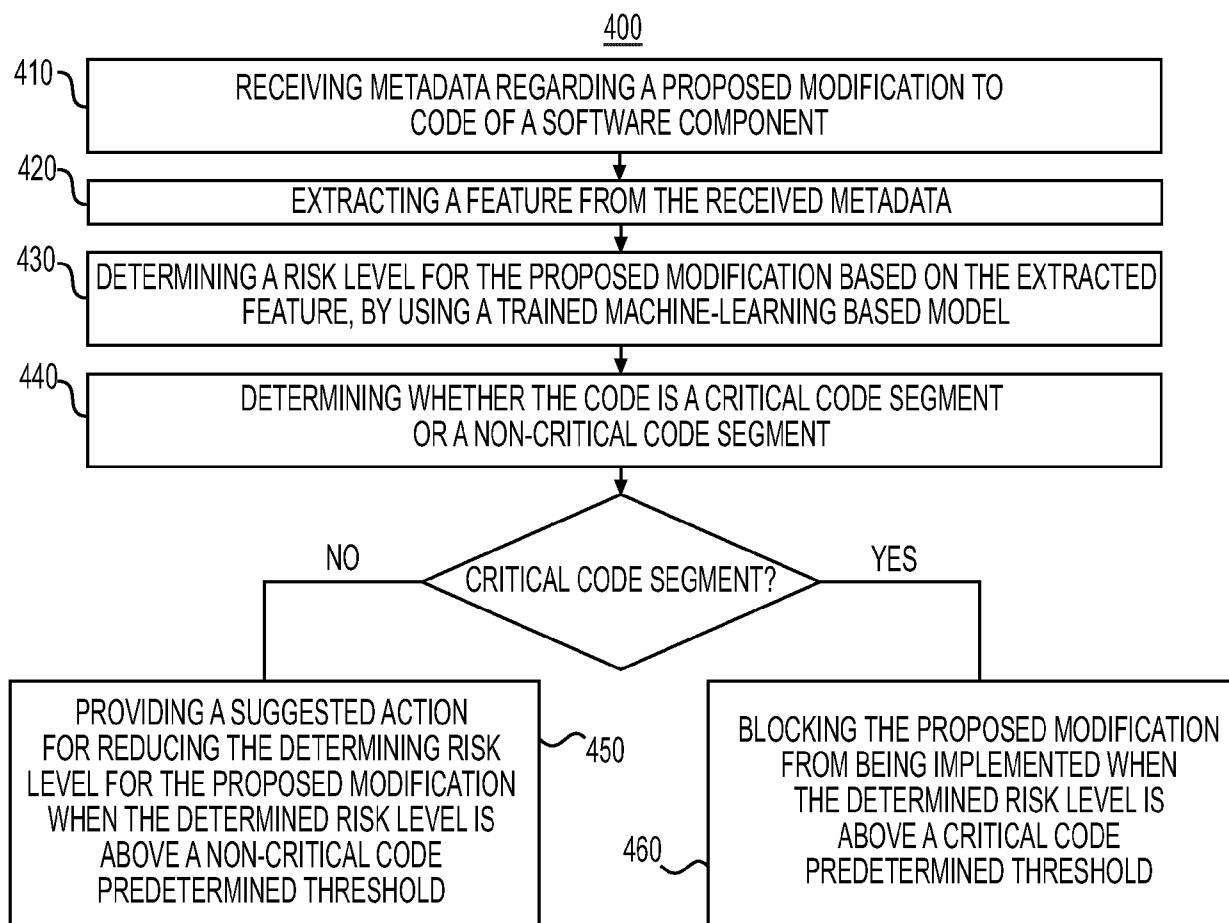 400
410
RECEIVING METADATA REGARDING A PROPOSED MODIFICATION TO
CODE OF A SOFTWARE COMPONENT
420
EXTRACTING A FEATURE FROM THE RECEIVED METADATA
430
DETERMINING A RISK LEVEL FOR THE PROPOSED MODIFICATION BASED ON THE EXTRACTED
FEATURE, BY USING A TRAINED MACHINE-LEARNING BASED MODEL
440
DETERMINING WHETHER THE CODE IS A CRITICAL CODE SEGMENT
OR A NON-CRITICAL CODE SEGMENT
NO
CRITICAL CODE SEGMENT?
YES
PROVIDING A SUGGESTED ACTION
FOR REDUCING THE DETERMINING RISK
LEVEL FOR THE PROPOSED MODIFICATION
WHEN THE DETERMINED RISK LEVEL IS
ABOVE A NON-CRITICAL CODE
PREDETERMINED THRESHOLD
450
BLOCKING THE PROPOSED MODIFICATION
FROM BEING IMPLEMENTED WHEN
THE DETERMINED RISK LEVEL IS
ABOVE A CRITICAL CODE
PREDETERMINED THRESHOLD
460